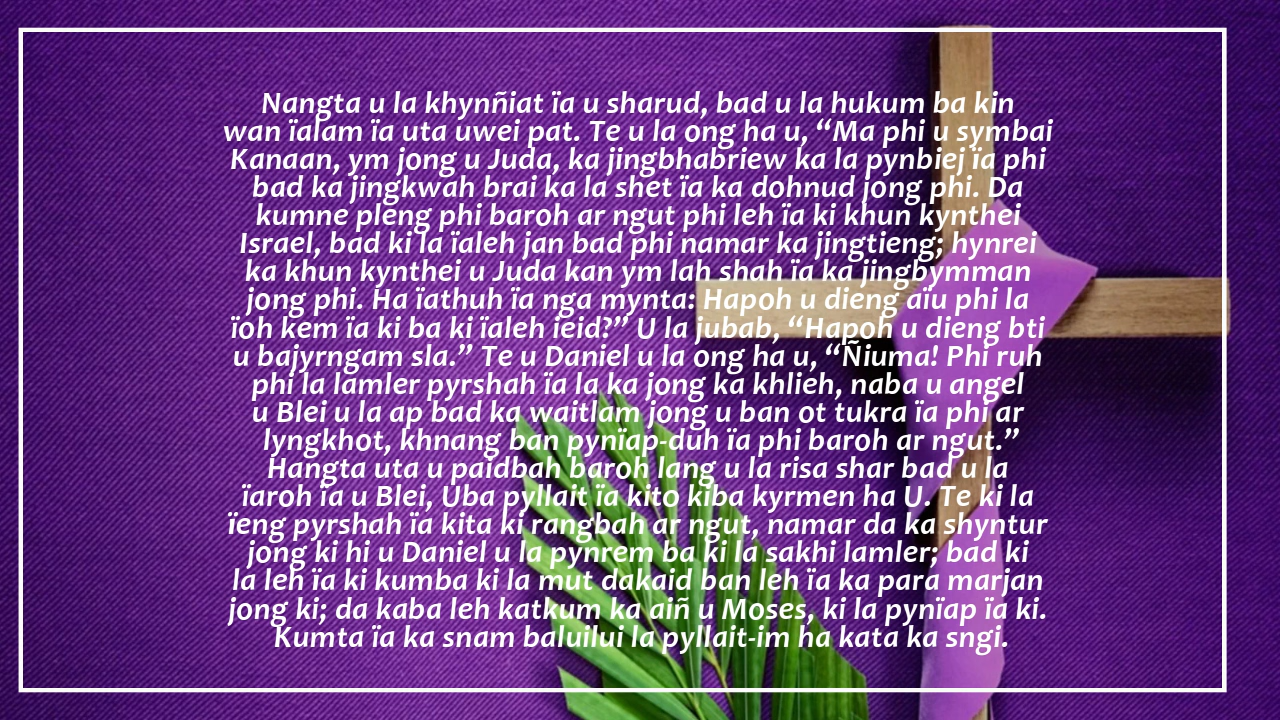 Nangta u la khynñiat ïa u sharud, bad u la hukum ba kin
wan ïalam ïa uta uwei pat. Te u la ong ha u, “Ma phi u symbai
Kanaan, ym jong u Juda, ka jingbhabriew ka la pynbiej ïa phi
bad ka jingkwah brai ka la shet ïa ka dohnud jong phi. Da
kumne pleng phi baroh ar ngut phi leh ïa ki khun kynthei
Israel, bad ki la ïaleh jan bad phi namar ka jingtieng; hynrei
ka khun kynthei u Juda kan ym lah shah ïa ka jingbymman
jong phi. Ha ïathuh ïa nga mynta: Hapoh u dieng aïu phi la
ïoh kem ïa ki ba ki ïaleh ieid?” U la jubab, “Hapoh u dieng bti
u bajyrngam sla.” Te u Daniel u la ong ha u, “Ñiuma! Phi ruh
phi la lamler pyrshah ïa la ka jong ka khlieh, naba u angel
u Blei u la ap bad ka waitlam jong u ban ot tukra ïa phi ar
lyngkhot, khnang ban pynïap-duh ïa phi baroh ar ngut.”
Hangta uta u paidbah baroh lang u la risa shar bad u la
ïaroh ïa u Blei, Uba pyllait ïa kito kiba kyrmen ha U. Te ki la
ïeng pyrshah ïa kita ki rangbah ar ngut, namar da ka shyntur
jong ki hi u Daniel u la pynrem ba ki la sakhi lamler; bad ki
la leh ïa ki kumba ki la mut dakaid ban leh ïa ka para marjan
jong ki; da kaba leh katkum ka aiñ u Moses, ki la pynïap ïa ki.
Kumta ïa ka snam baluilui la pyllait-im ha kata ka sngi.